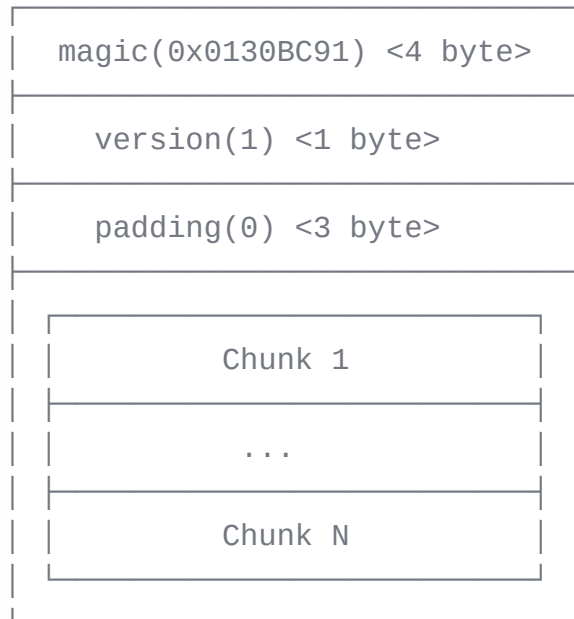 magic(0x0130BC91) <4 byte>
version(1) <1 byte>
padding(0) <3 byte>
Chunk 1
...
Chunk N